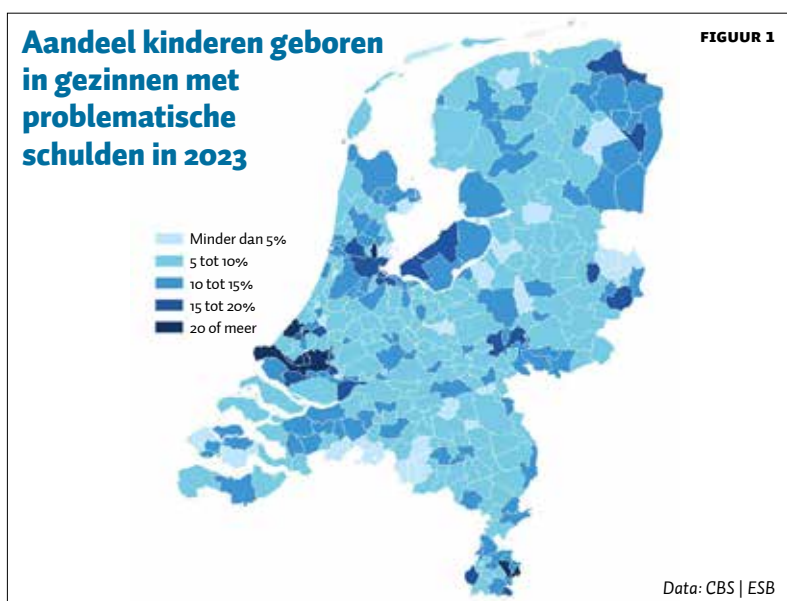 Aandeel kinderen geboren
in gezinnen met
problematische
schulden in 2023
FIGUUR 1
Minder dan 5%
5 tot 10%
10 tot 15%
15 tot 20%
20 of meer
Data: CBS | ESB